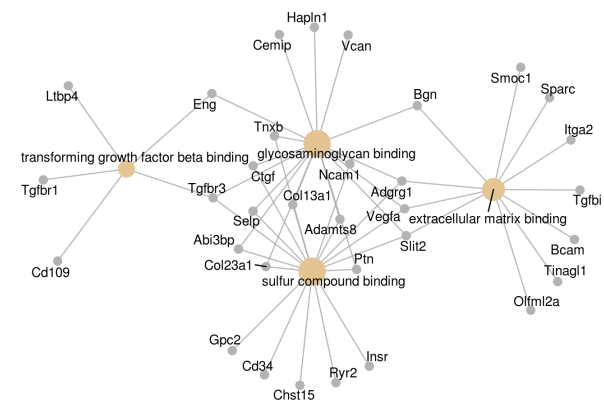 Hapln1
Cemip
Vcan
Smoc1
Ltbp4
Eng
Bgn
Sparc
Tnxb
Itga2
transforming growth factor beta binding
glycosaminoglycan binding
Ctgf
Ncam1
Tgfbr1
Tgfbr3
Adgrg1
Col13a1
Tgfbi
Selp
Vegfa
extracellular matrix binding
Adamts8
Abi3bp
Slit2
Bcam
Col23a1
Ptn
Cd109
Tinagl1
sulfur compound binding
Olfml2a
Gpc2
Cd34
Insr
Ryr2
Chst15